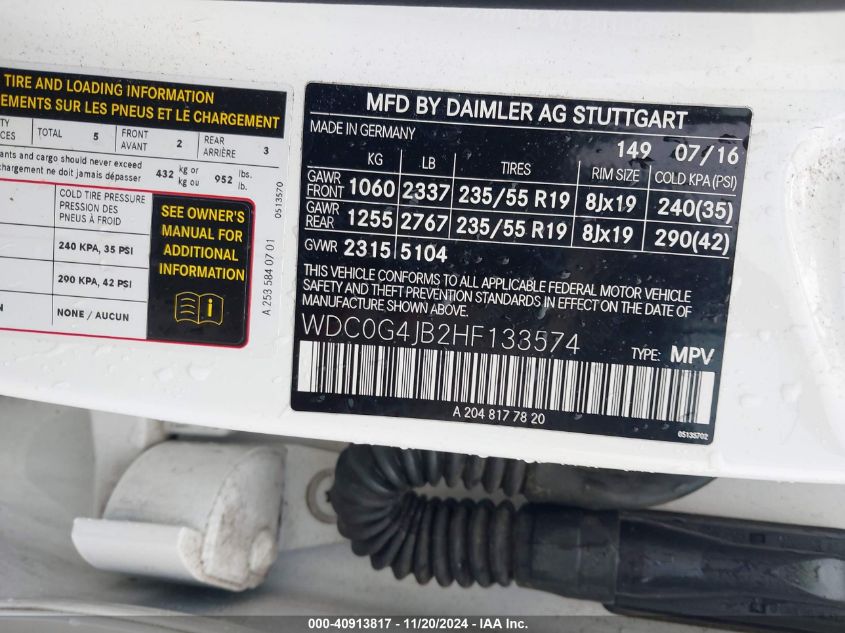 TIRE AND LOADING INFORMATION
EMENTS SUR LES PNEUS ET LE CHARGEMENT
TY
CES
TOTAL 5
FRONT
AVANT 2
REAR
ARRIÈRE 3
ants and cargo should never exceed
chargement ne doit jamais dépasser
432 kg or
kg ou
952 lbs.
lb.
COLD TIRE PRESSURE
PRESSION DES
PNEUS À FROID
240 KPA, 35 PSI
290 KPA, 42 PSI
NONE / AUCUN
N
SEE OWNER'S
MANUAL FOR
ADDITIONAL
INFORMATION
i
0513570
A 253 584 07 01
MFD BY DAIMLER AG STUTTGART
MADE IN GERMANY
149 07/16
KG LB TIRES RIM SIZE COLD KPA(PSI)
GAWR
FRONT 1060 2337 235/55 R19 8Jx19 240(35)
GAWR
REAR 1255 2767 235/55 R19 8Jx19 290(42)
GVWR 2315 5104
THIS VEHICLE CONFORMS TO ALL APPLICABLE FEDERAL MOTOR VEHICLE
SAFETY AND THEFT PREVENTION STANDARDS IN EFFECT ON THE DATE OF
MANUFACTURE SHOWN ABOVE.
WDC0G4JB2HF133574
TYPE: MPV
A 204 817 78 20
05135702
000-40913817 - 11/20/2024 - IAA Inc.